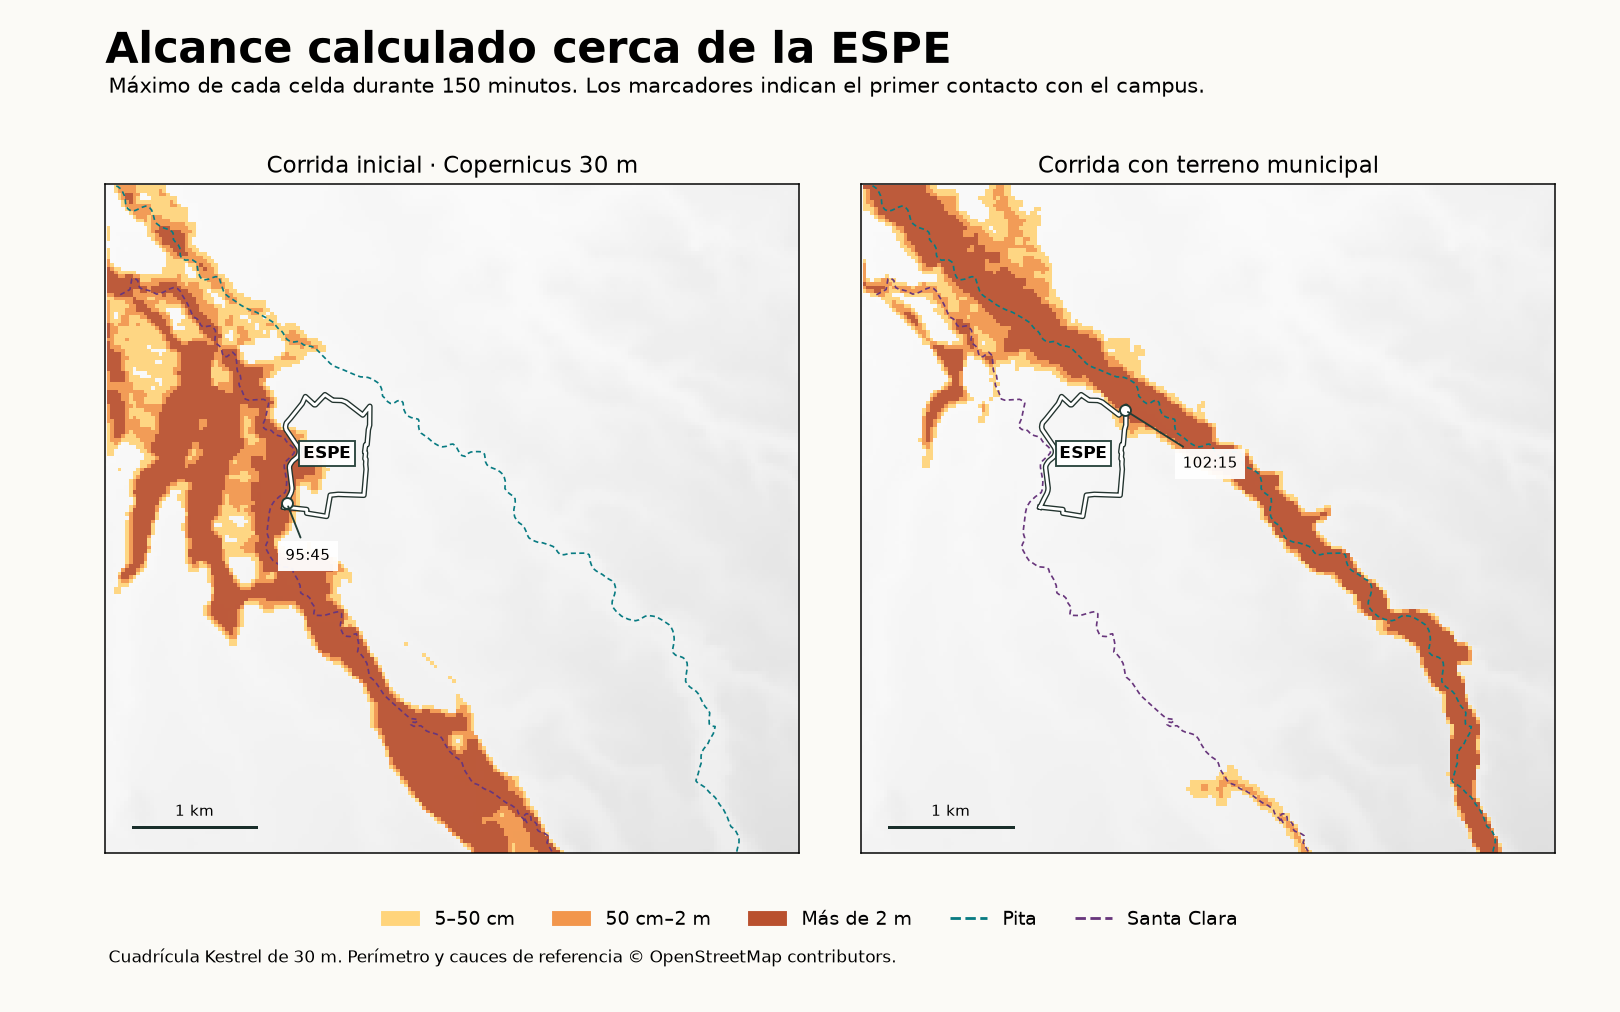 Alcance calculado cerca de la ESPE
Máximo de cada celda durante 150 minutos. Los marcadores indican el primer contacto con el campus.
Corrida inicial · Copernicus 30 m
Corrida con terreno municipal
ESPE
95:45
1 km
ESPE
102:15
1 km
5–50 cm
50 cm–2 m
Más de 2 m
Pita
Santa Clara
Cuadrícula Kestrel de 30 m. Perímetro y cauces de referencia © OpenStreetMap contributors.